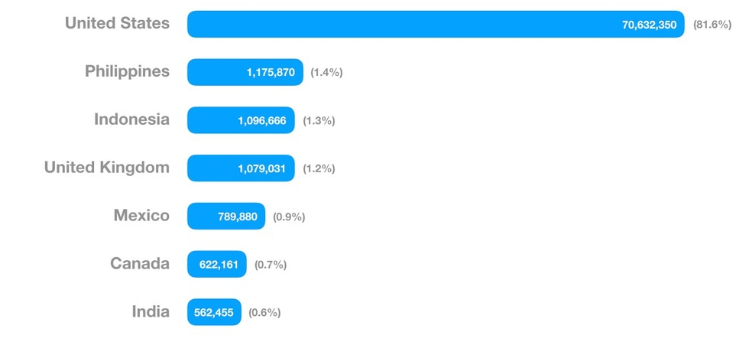 United States 70,632,350 (81.6%)
Philippines 1,175,870 (1.4%)
Indonesia 1,096,666 (1.3%)
United Kingdom 1,079,031 (1.2%)
Mexico 789,880 (0.9%)
Canada 622,161 (0.7%)
India 562,455 (0.6%)